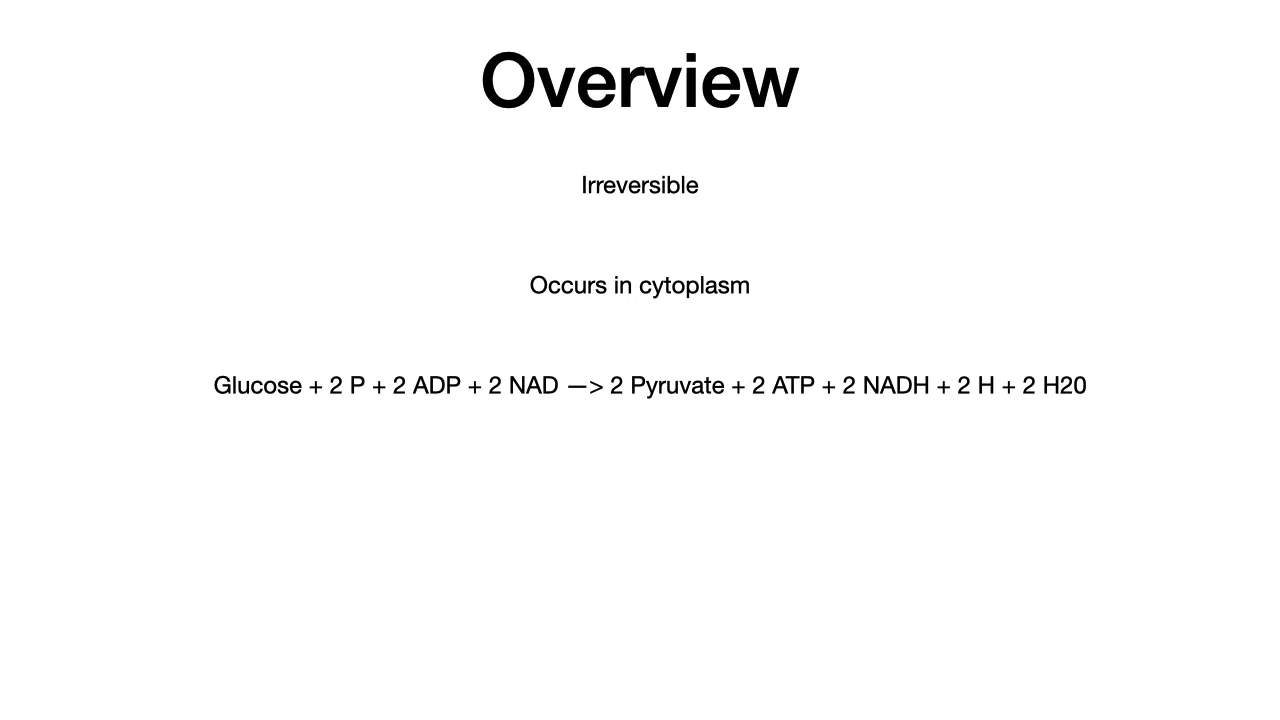 Overview
Irreversible
Occurs in cytoplasm
Glucose + 2 P + 2 ADP + 2 NAD —> 2 Pyruvate + 2 ATP + 2 NADH + 2 H + 2 H20